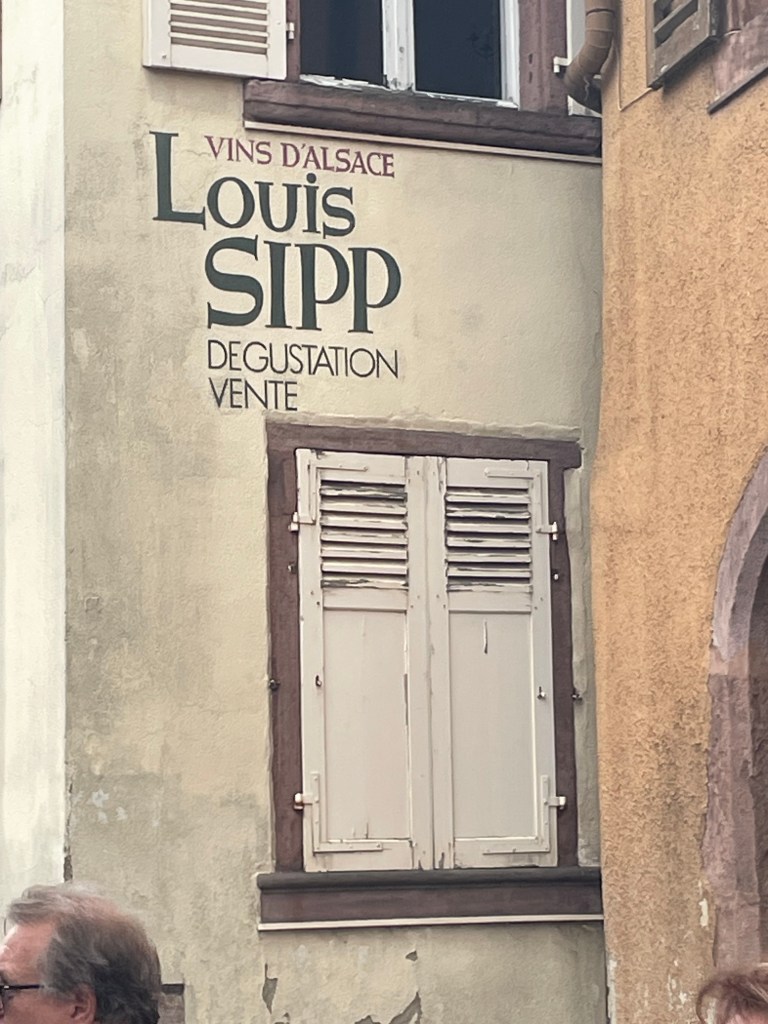 VINS D'ALSACE
Louis
SIPP
DEGUSTATION
VENTE